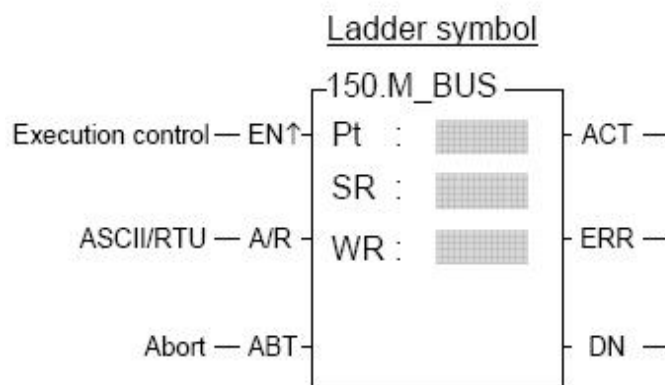 Ladder symbol
150.M_BUS
Execution control EN↑ Pt : ACT
SR :
ASCII/RTU A/R WR : ERR
Abort ABT DN